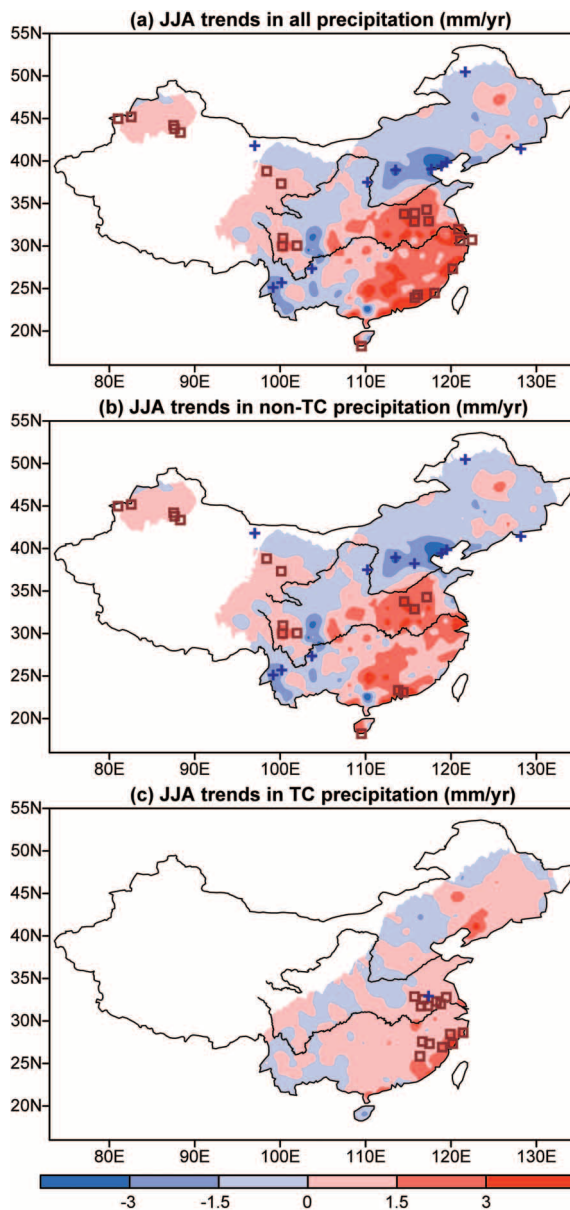 (a) JJA trends in all precipitation (mm/yr)
55N
50N
45N
40N
35N
30N
25N
20N
80E 90E 100E 110E 120E 130E
(b) JJA trends in non-TC precipitation (mm/yr)
55N
50N
45N
40N
35N
30N
25N
20N
80E 90E 100E 110E 120E 130E
(c) JJA trends in TC precipitation (mm/yr)
55N
50N
45N
40N
35N
30N
25N
20N
80E 90E 100E 110E 120E 130E
-3 -1.5 0 1.5 3